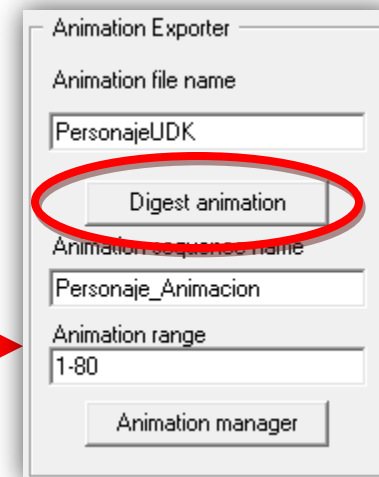 Animation Exporter
Animation file name
PersonajeUDK
Digest animation
Animation sequence name
Personaje_Animacion
Animation range
1-80
Animation manager